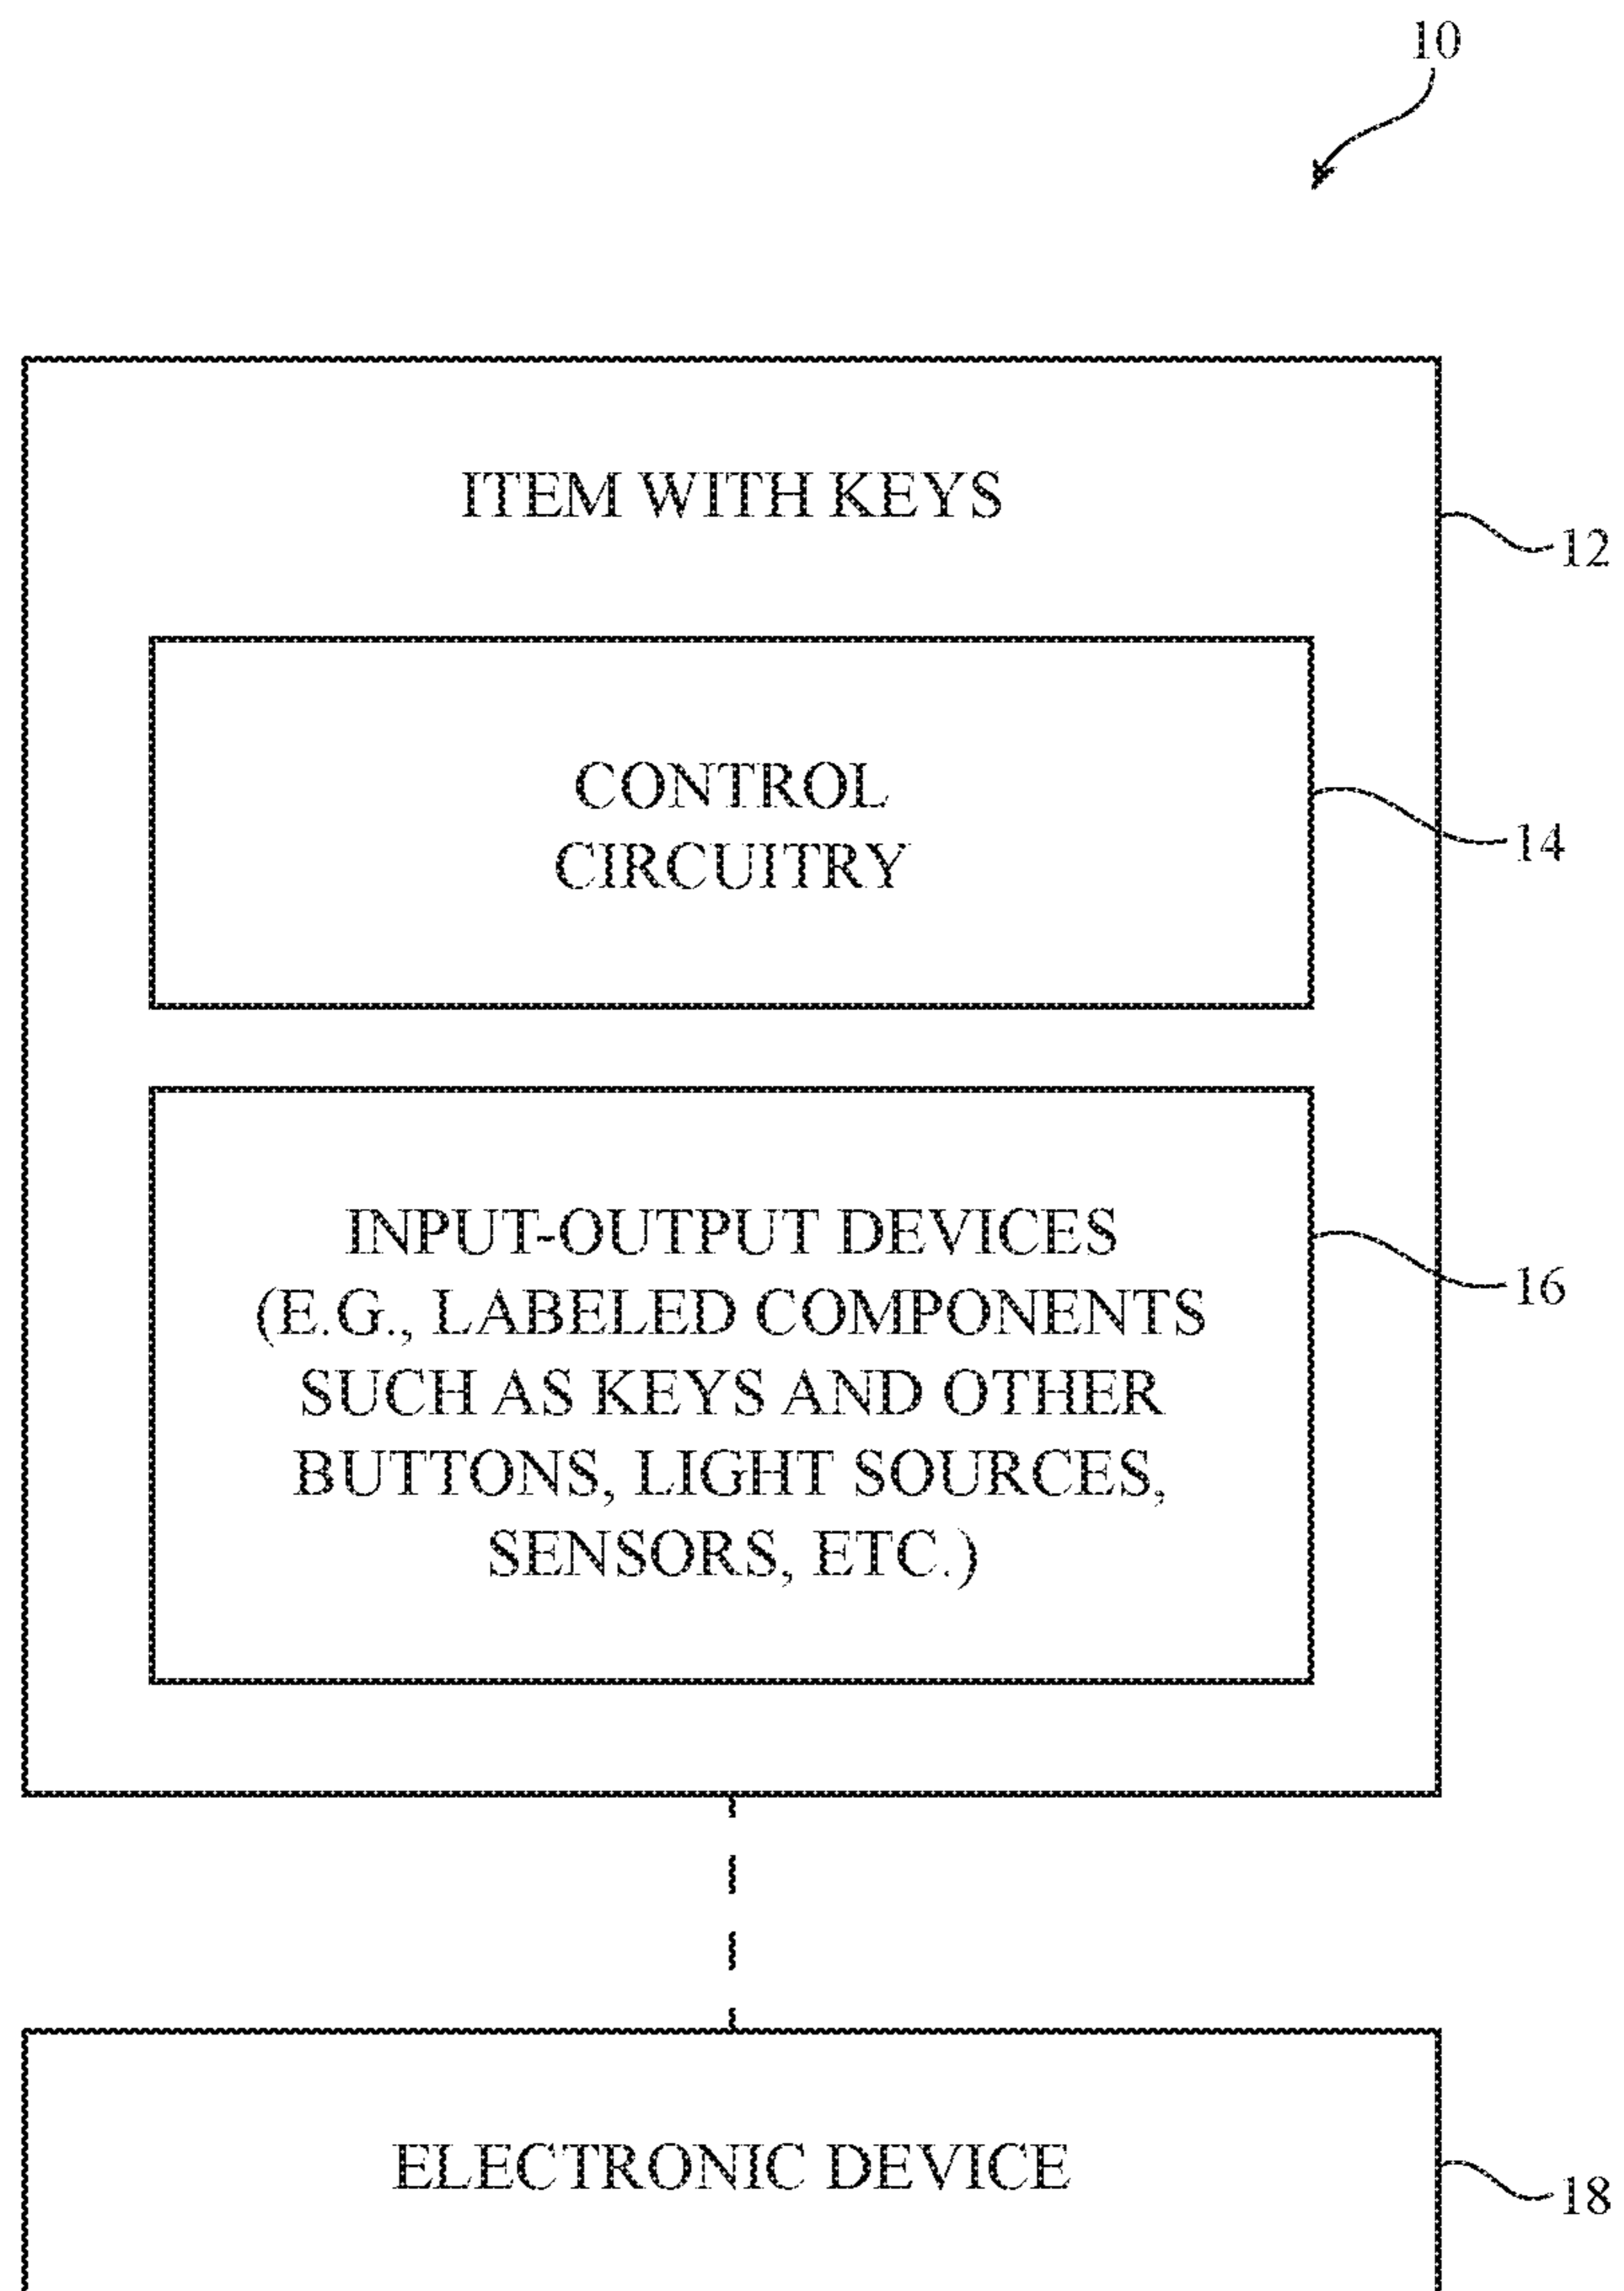 10
ITEM WITH KEYS
12
CONTROL
CIRCUITRY
14
INPUT-OUTPUT DEVICES
(E.G., LABELED COMPONENTS
SUCH AS KEYS AND OTHER
BUTTONS, LIGHT SOURCES,
SENSORS, ETC.)
16
ELECTRONIC DEVICE
18